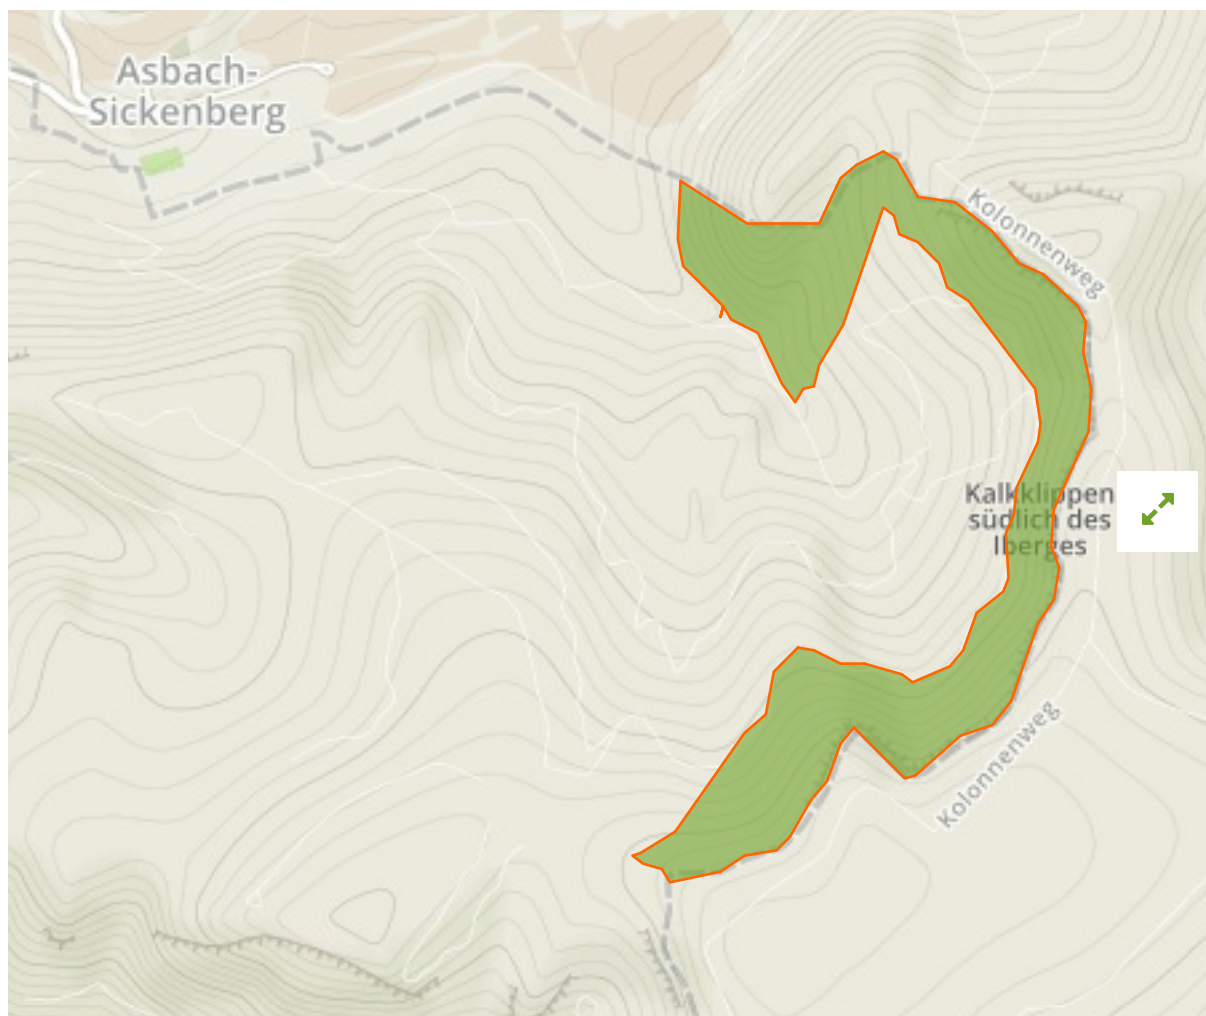 Asbach-
Sickenberg
Kolonnenweg
Kalkklippen
südlich des
Iberges
Kolonnenweg